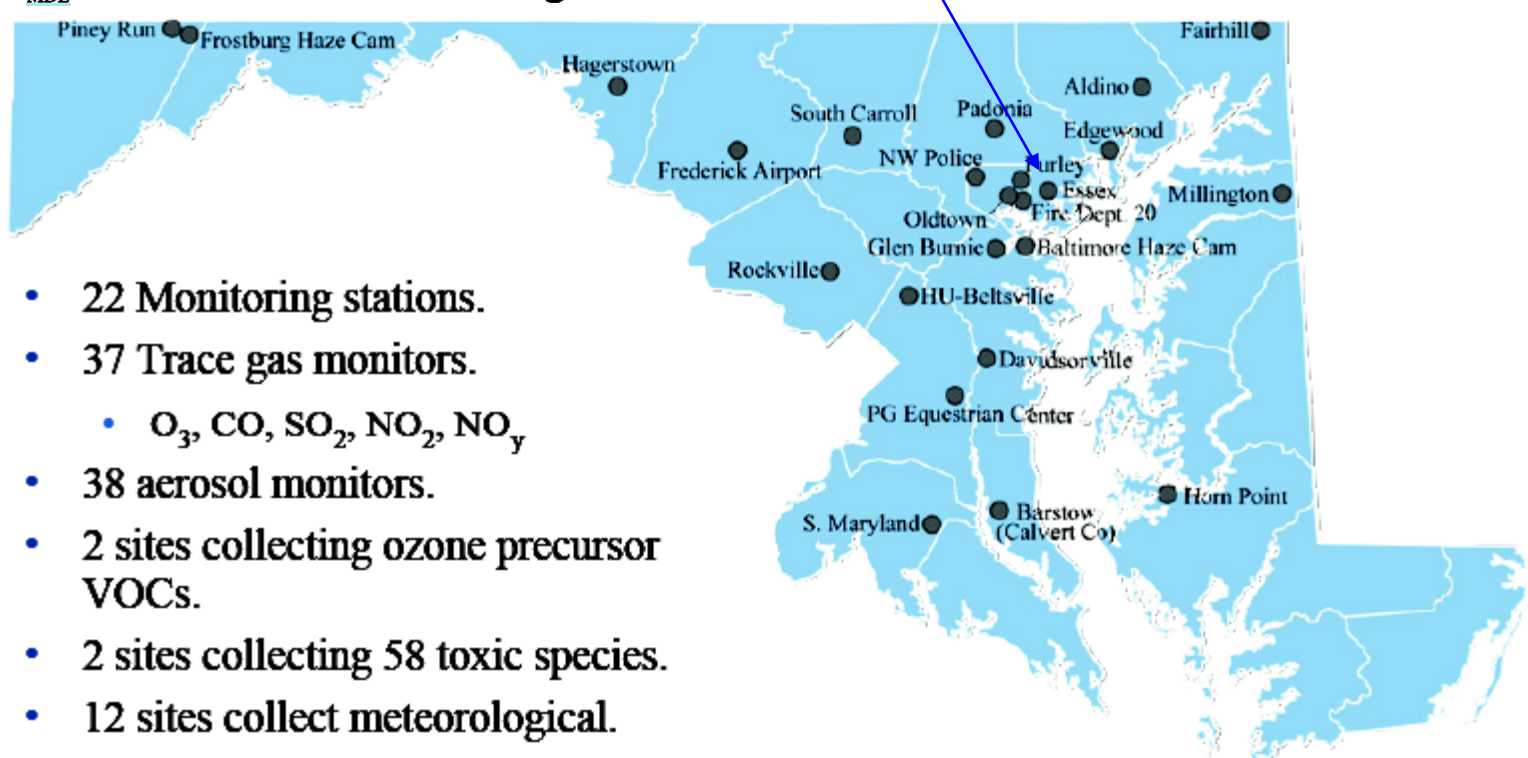 MDE
Piney Run
Frostburg Haze Cam
Fairhill
Hagerstown
Aldino
South Carroll
Padonia
Edgewood
NW Police
Frederick Airport
Essex
Millington
Oldtown
Fire Dept. 20
Glen Burnie
Baltimore Haze Cam
Rockville
HU-Beltsville
• 22 Monitoring stations.
• 37 Trace gas monitors.
Davidsorville
PG Equestrian Center
• O3, CO, SO2, NO2, NOy
• 38 aerosol monitors.
Horn Point
S. Maryland
Barstow
(Calvert Co)
• 2 sites collecting ozone precursor
VOCs.
• 2 sites collecting 58 toxic species.
• 12 sites collect meteorological.